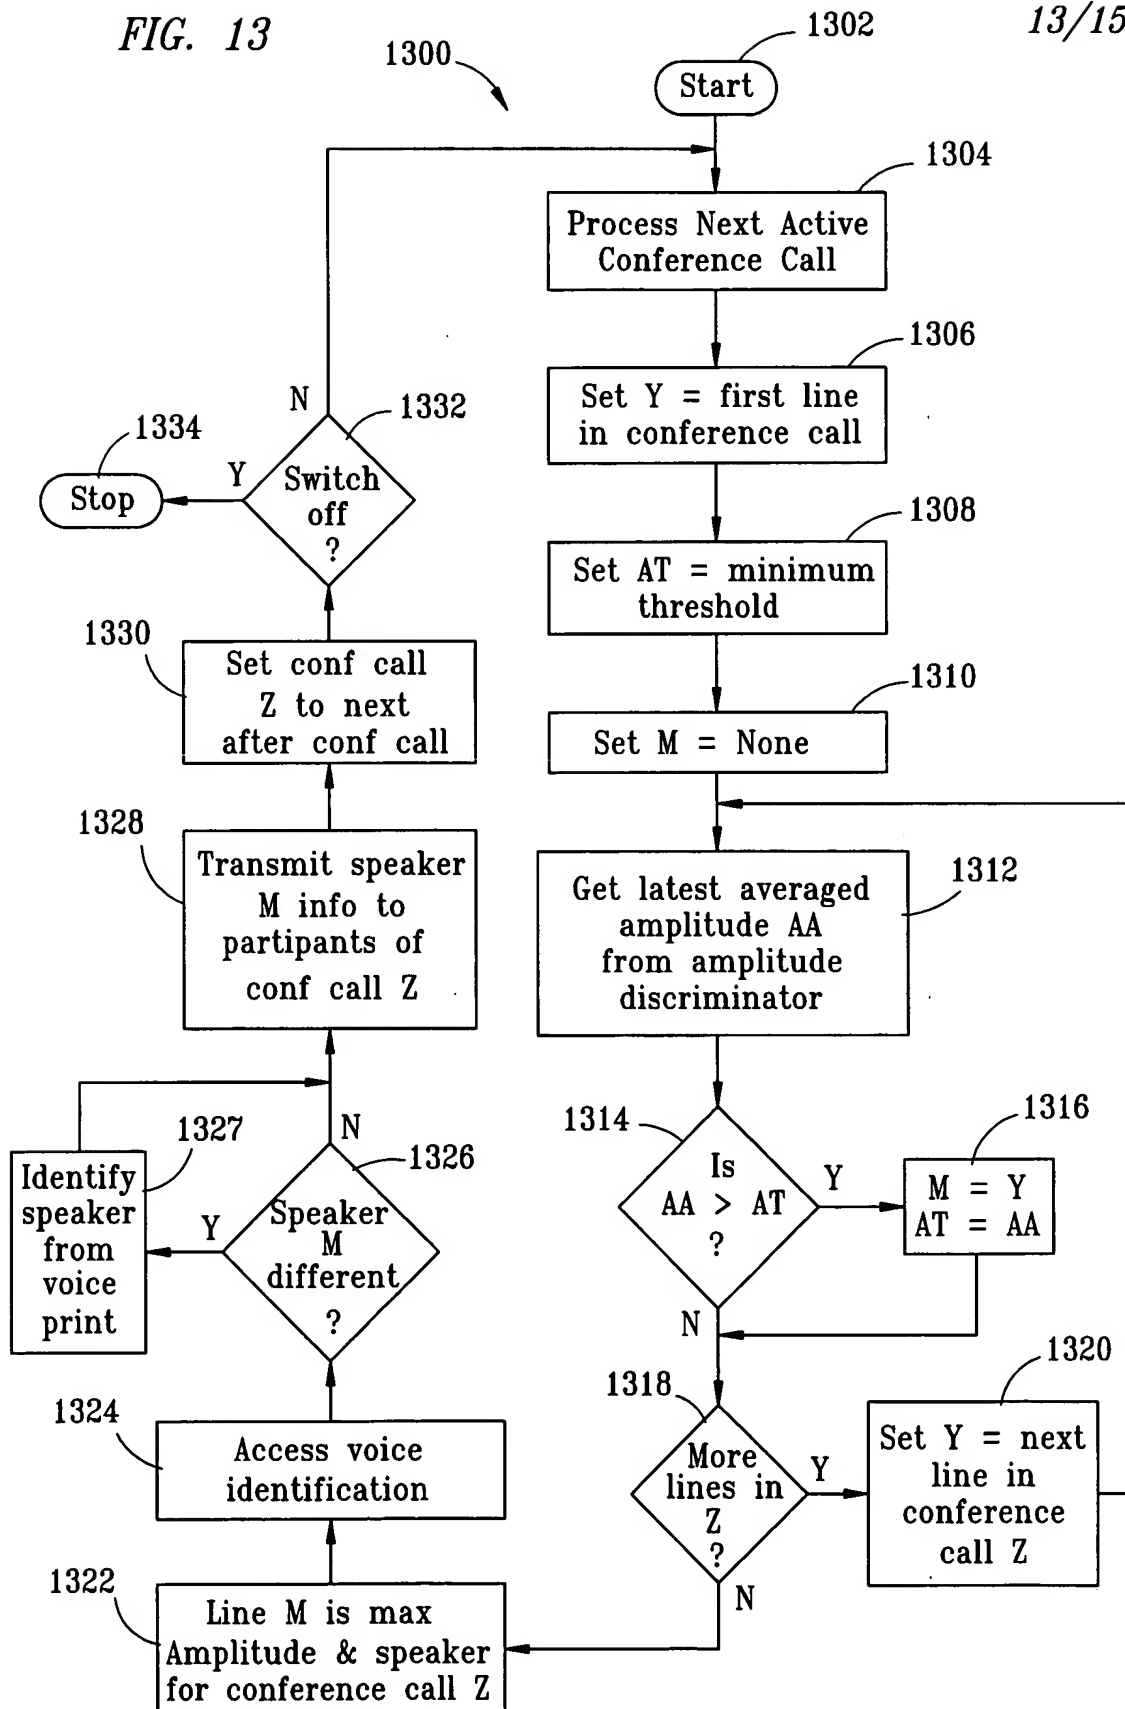 FIG. 13
13/15
1300
1302
Start
1304
Process Next Active
Conference Call
1306
Set Y = first line
in conference call
1308
Set AT = minimum
threshold
1310
Set M = None
1312
Get latest averaged
amplitude AA
from amplitude
discriminator
1314
Is
AA > AT
?
Y
N
1316
M = Y
AT = AA
1318
More
lines in
Z
?
Y
N
1320
Set Y = next
line in
conference
call Z
1322
Line M is max
Amplitude & speaker
for conference call Z
1324
Access voice
identification
1326
Speaker
M
different
?
Y
N
1327
Identify
speaker
from
voice
print
1328
Transmit speaker
M info to
partipants of
conf call Z
1330
Set conf call
Z to next
after conf call
1332
Switch
off
?
N
Y
1334
Stop